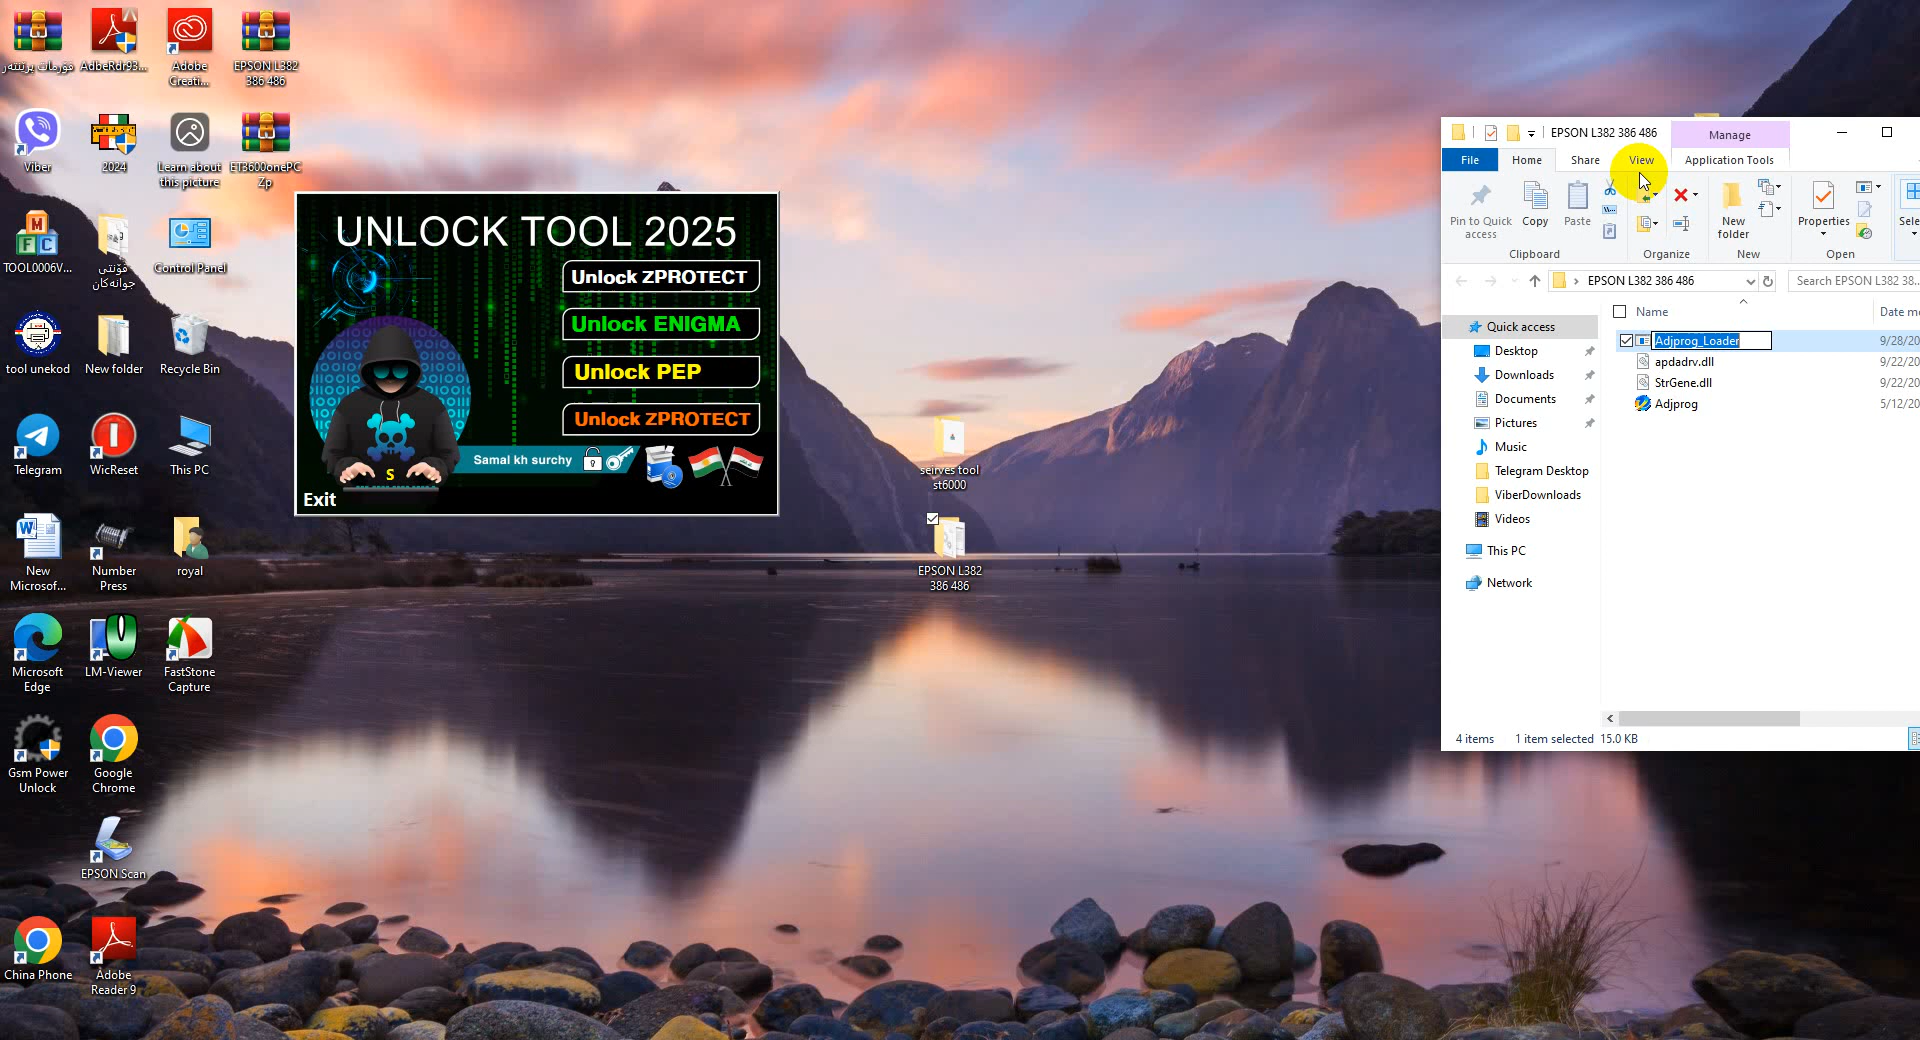 فۆرمات پرێنتەر
AdbeRdr93...
Adobe
Creati...
EPSON L382
386 486
Viber
2024
Learn about
this picture
ET3600onePC
Zp
TOOL0006V...
فۆنتی
جوانەکان
Control Panel
tool unekod
New folder
Recycle Bin
Telegram
WicReset
This PC
New
Microsof...
Number
Press
royal
Microsoft
Edge
LM-Viewer
FastStone
Capture
Gsm Power
Unlock
Google
Chrome
EPSON Scan
China Phone
Adobe
Reader 9
UNLOCK TOOL 2025
Unlock ZPROTECT
Unlock ENIGMA
Unlock PEP
Unlock ZPROTECT
Samal kh surchy
S
Exit
seirves tool
st6000
EPSON L382
386 486
EPSON L382 386 486
Manage
File
Home
Share
View
Application Tools
Pin to Quick
access
Copy
Paste
New
folder
Properties
Sele
Clipboard
Organize
New
Open
EPSON L382 386 486
Search EPSON L382 38...
Name
Date mo
Quick access
Desktop
Downloads
Documents
Pictures
Music
Telegram Desktop
ViberDownloads
Videos
This PC
Network
Adjprog_Loader
9/28/20
apdadrv.dll
9/22/20
StrGene.dll
9/22/20
Adjprog
5/12/20
4 items
1 item selected
15.0 KB